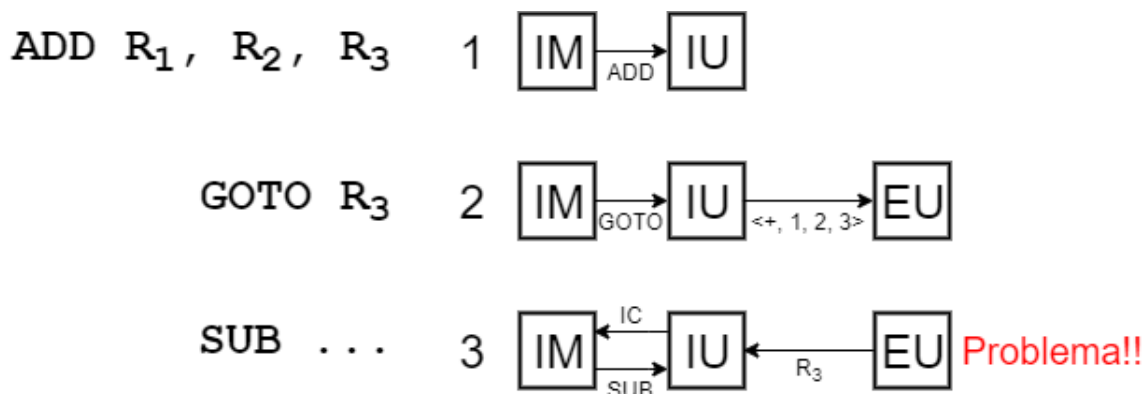 ADD R₁, R₂, R₃ 1 IM ADD IU
GOTO R₃ 2 IM GOTO IU <+, 1, 2, 3> EU
SUB ... 3 IM IC SUB IU R₃ EU Problema!!